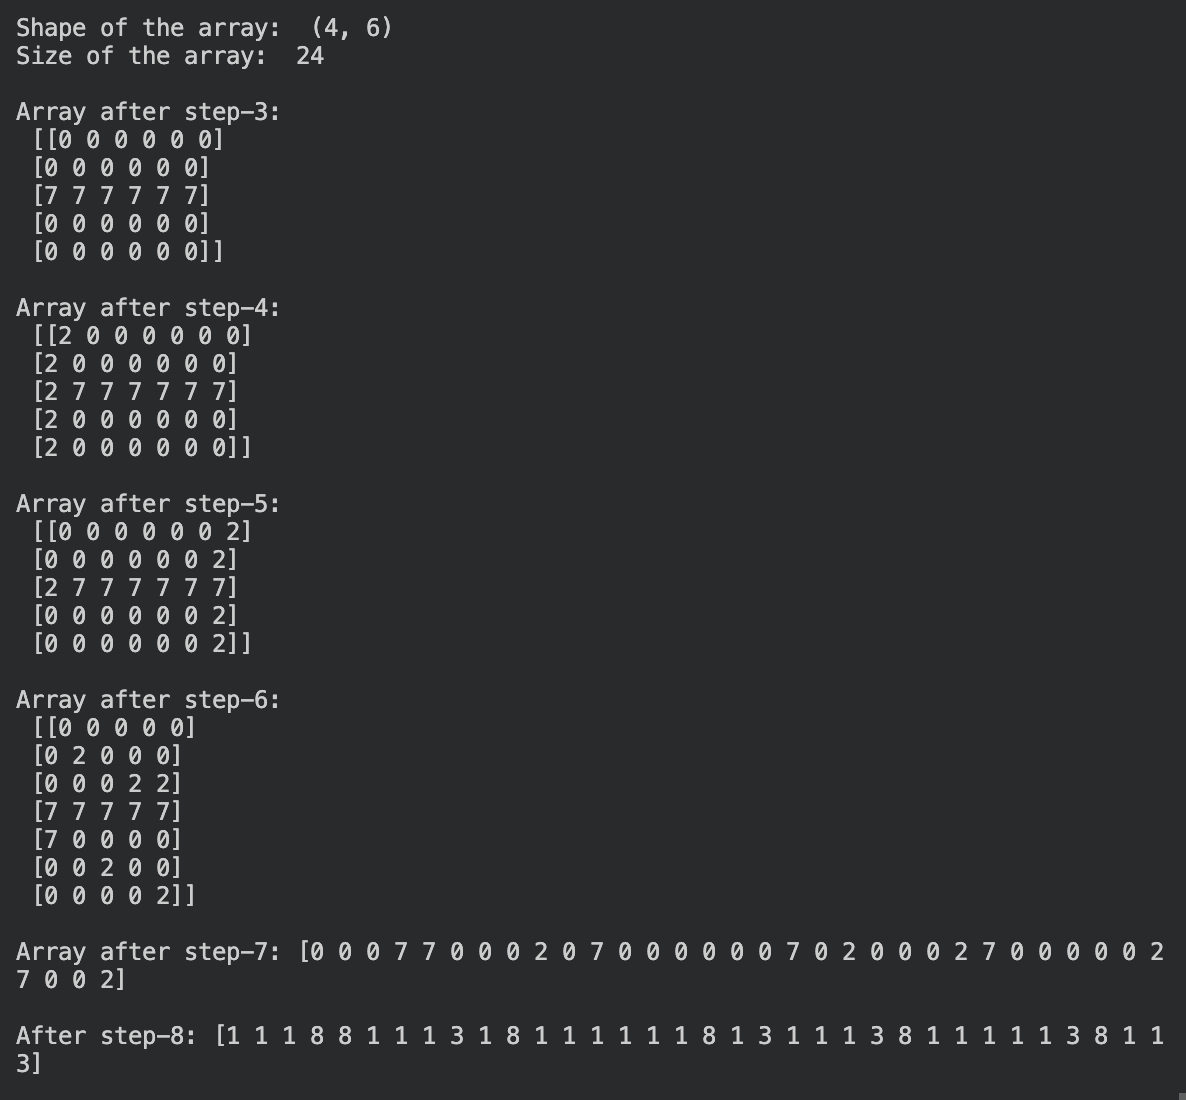 Shape of the array:  (4, 6)
Size of the array:  24
Array after step-3:
[[0 0 0 0 0 0]
[0 0 0 0 0 0]
[7 7 7 7 7 7]
[0 0 0 0 0 0]
[0 0 0 0 0 0]]
Array after step-4:
[[2 0 0 0 0 0 0]
[2 0 0 0 0 0 0]
[2 7 7 7 7 7 7]
[2 0 0 0 0 0 0]
[2 0 0 0 0 0 0]]
Array after step-5:
[[0 0 0 0 0 0 2]
[0 0 0 0 0 0 2]
[2 7 7 7 7 7 7]
[0 0 0 0 0 0 2]
[0 0 0 0 0 0 2]]
Array after step-6:
[[0 0 0 0 0]
[0 2 0 0 0]
[0 0 0 2 2]
[7 7 7 7 7]
[7 0 0 0 0]
[0 0 2 0 0]
[0 0 0 0 2]]
Array after step-7: [0 0 0 7 7 0 0 0 2 0 7 0 0 0 0 0 0 7 0 2 0 0 0 2 7 0 0 0 0 0 2
7 0 0 2]
After step-8: [1 1 1 8 8 1 1 1 3 1 8 1 1 1 1 1 1 8 1 3 1 1 1 3 8 1 1 1 1 1 3 8 1 1
3]